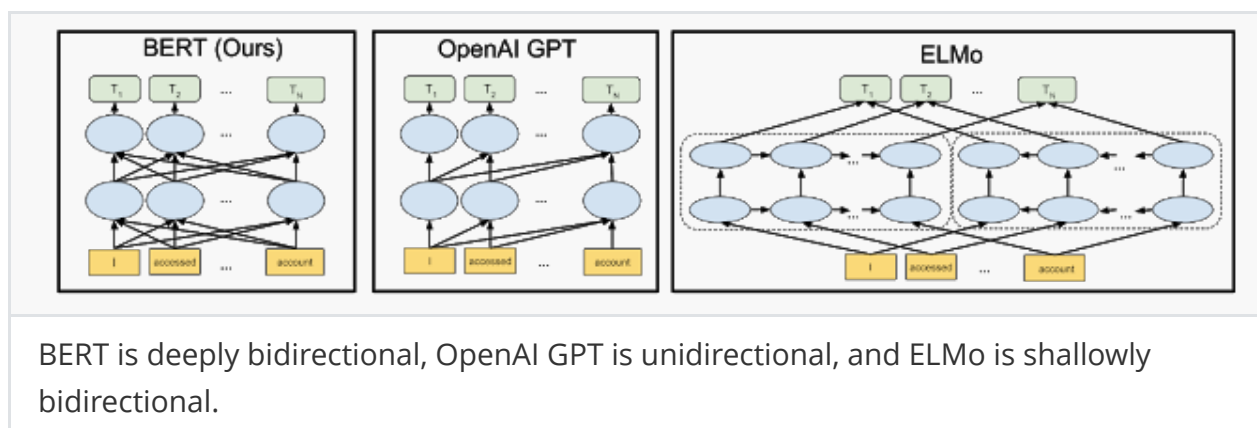 BERT (Ours)
T1 T2 ... TN
...
...
I accessed ... account
OpenAI GPT
T1 T2 ... TN
...
...
I accessed ... account
ELMo
T1 T2 ... TN
... ...
... ...
I accessed ... account
BERT is deeply bidirectional, OpenAI GPT is unidirectional, and ELMo is shallowly
bidirectional.